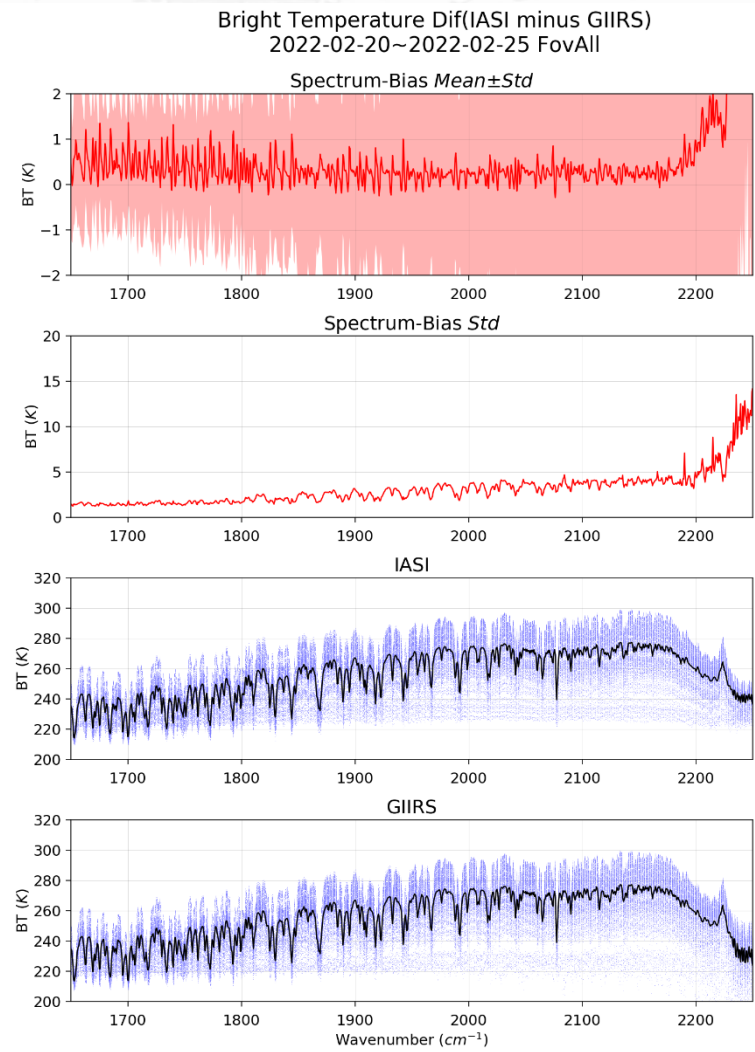 Bright Temperature Dif(IASI minus GIIRS)
2022-02-20~2022-02-25 FovAll
Spectrum-Bias Mean±Std
2
1
0
−1
−2
BT (K)
1700 1800 1900 2000 2100 2200
Spectrum-Bias Std
20
15
10
5
0
BT (K)
1700 1800 1900 2000 2100 2200
IASI
320
300
280
260
240
220
200
BT (K)
1700 1800 1900 2000 2100 2200
GIIRS
320
300
280
260
240
220
200
BT (K)
1700 1800 1900 2000 2100 2200
Wavenumber (cm⁻¹)